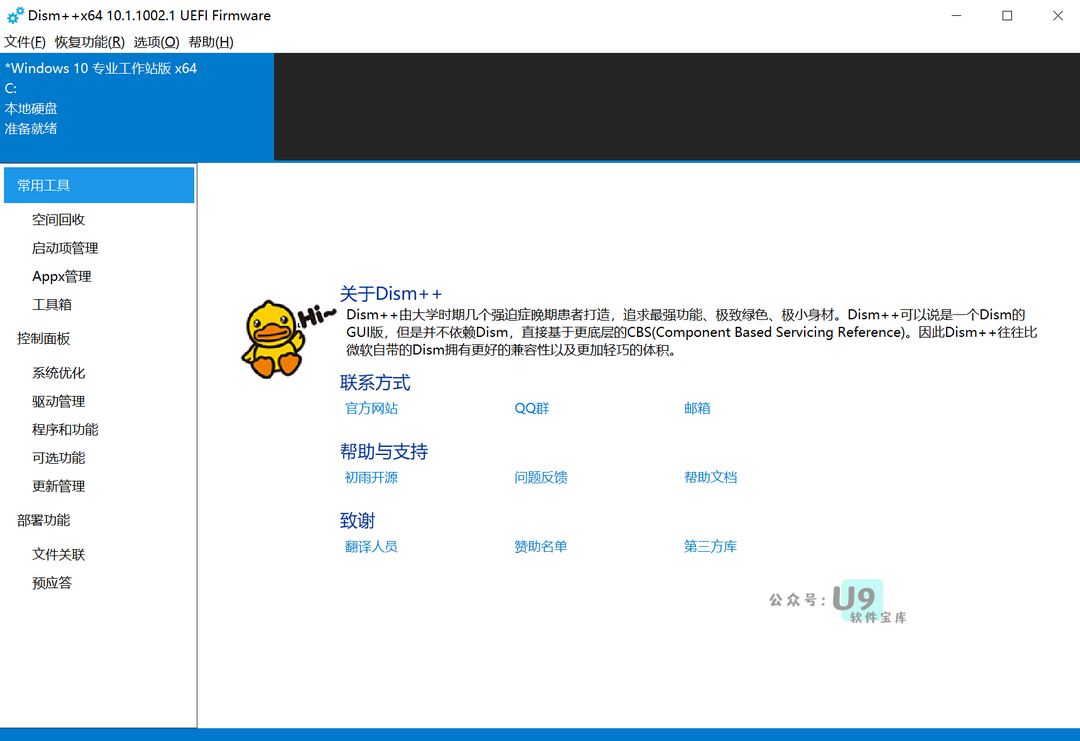 Dism++x64 10.1.1002.1 UEFI Firmware
文件(F) 恢复功能(R) 选项(O) 帮助(H)
*Windows 10 专业工作站版 x64
C:
本地硬盘
准备就绪
常用工具
空间回收
启动项管理
Appx管理
工具箱
控制面板
系统优化
驱动管理
程序和功能
可选功能
更新管理
部署功能
文件关联
预应答
Hi~
关于Dism++
Dism++由大学时期几个强迫症晚期患者打造，追求最强功能、极致绿色、极小身材。Dism++可以说是一个Dism的
GUI版，但是并不依赖Dism，直接基于更底层的CBS(Component Based Servicing Reference)。因此Dism++往往比
微软自带的Dism拥有更好的兼容性以及更加轻巧的体积。
联系方式
官方网站 QQ群 邮箱
帮助与支持
初雨开源 问题反馈 帮助文档
致谢
翻译人员 赞助名单 第三方库
公众号: U9
软件宝库